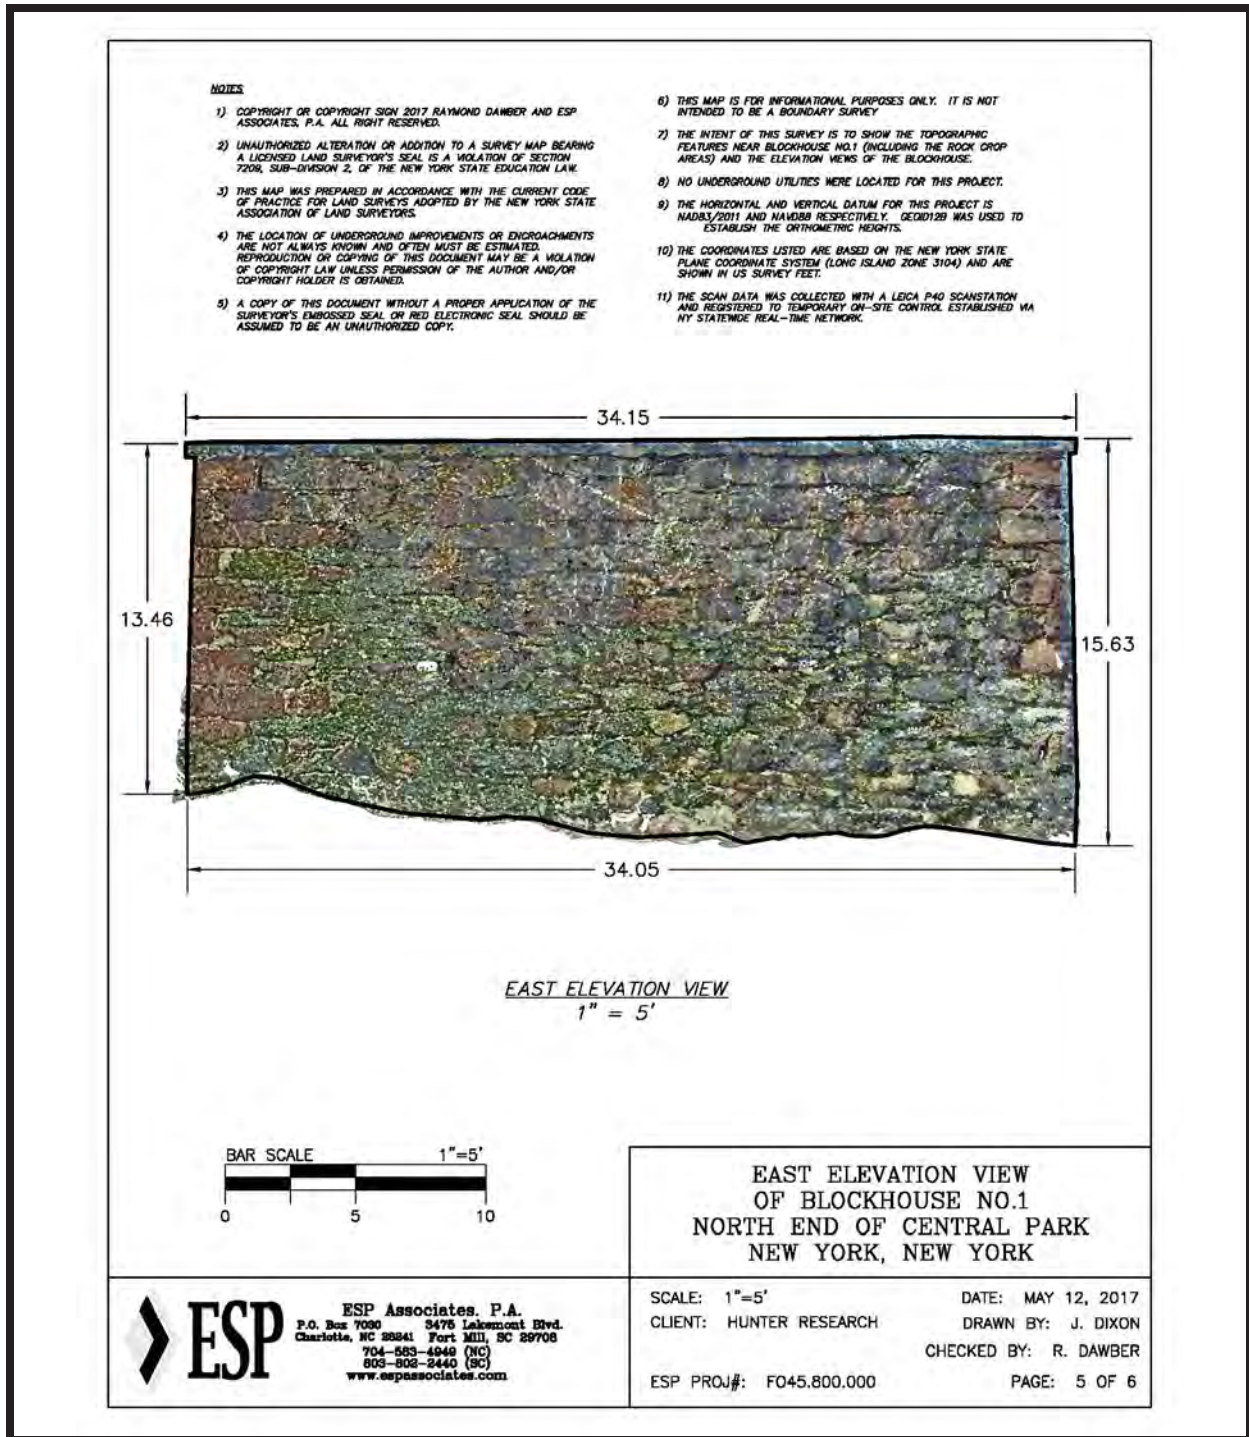 NOTES
1) COPYRIGHT OR COPYRIGHT SIGN 2017 RAYMOND DAWBER AND ESP
ASSOCIATES, P.A. ALL RIGHT RESERVED.
2) UNAUTHORIZED ALTERATION OR ADDITION TO A SURVEY MAP BEARING
A LICENSED LAND SURVEYOR'S SEAL IS A VIOLATION OF SECTION
7209, SUB-DIVISION 2, OF THE NEW YORK STATE EDUCATION LAW.
3) THIS MAP WAS PREPARED IN ACCORDANCE WITH THE CURRENT CODE
OF PRACTICE FOR LAND SURVEYS ADOPTED BY THE NEW YORK STATE
ASSOCIATION OF LAND SURVEYORS.
4) THE LOCATION OF UNDERGROUND IMPROVEMENTS OR ENCROACHMENTS
ARE NOT ALWAYS KNOWN AND OFTEN MUST BE ESTIMATED.
REPRODUCTION OR COPYING OF THIS DOCUMENT MAY BE A VIOLATION
OF COPYRIGHT LAW UNLESS PERMISSION OF THE AUTHOR AND/OR
COPYRIGHT HOLDER IS OBTAINED.
5) A COPY OF THIS DOCUMENT WITHOUT A PROPER APPLICATION OF THE
SURVEYOR'S EMBOSSED SEAL OR RED ELECTRONIC SEAL SHOULD BE
ASSUMED TO BE AN UNAUTHORIZED COPY.
6) THIS MAP IS FOR INFORMATIONAL PURPOSES ONLY. IT IS NOT
INTENDED TO BE A BOUNDARY SURVEY
7) THE INTENT OF THIS SURVEY IS TO SHOW THE TOPOGRAPHIC
FEATURES NEAR BLOCKHOUSE NO.1 (INCLUDING THE ROCK CROP
AREAS) AND THE ELEVATION VIEWS OF THE BLOCKHOUSE.
8) NO UNDERGROUND UTILITIES WERE LOCATED FOR THIS PROJECT.
9) THE HORIZONTAL AND VERTICAL DATUM FOR THIS PROJECT IS
NAD83/2011 AND NAVD88 RESPECTIVELY. GEOID12B WAS USED TO
ESTABLISH THE ORTHOMETRIC HEIGHTS.
10) THE COORDINATES LISTED ARE BASED ON THE NEW YORK STATE
PLANE COORDINATE SYSTEM (LONG ISLAND ZONE 3104) AND ARE
SHOWN IN US SURVEY FEET.
11) THE SCAN DATA WAS COLLECTED WITH A LEICA P40 SCANSTATION
AND REGISTERED TO TEMPORARY ON-SITE CONTROL ESTABLISHED VIA
NY STATEWIDE REAL-TIME NETWORK.
34.15
13.46
15.63
34.05
EAST ELEVATION VIEW
1" = 5'
BAR SCALE 1"=5'
0 5 10
EAST ELEVATION VIEW
OF BLOCKHOUSE NO.1
NORTH END OF CENTRAL PARK
NEW YORK, NEW YORK
ESP
ESP Associates, P.A.
P.O. Box 7030 3475 Lakemont Blvd.
Charlotte, NC 28241 Fort Mill, SC 29708
704-583-4949 (NC)
803-802-2440 (SC)
www.espassociates.com
SCALE: 1"=5' DATE: MAY 12, 2017
CLIENT: HUNTER RESEARCH DRAWN BY: J. DIXON
CHECKED BY: R. DAWBER
ESP PROJ#: FO45.800.000 PAGE: 5 OF 6